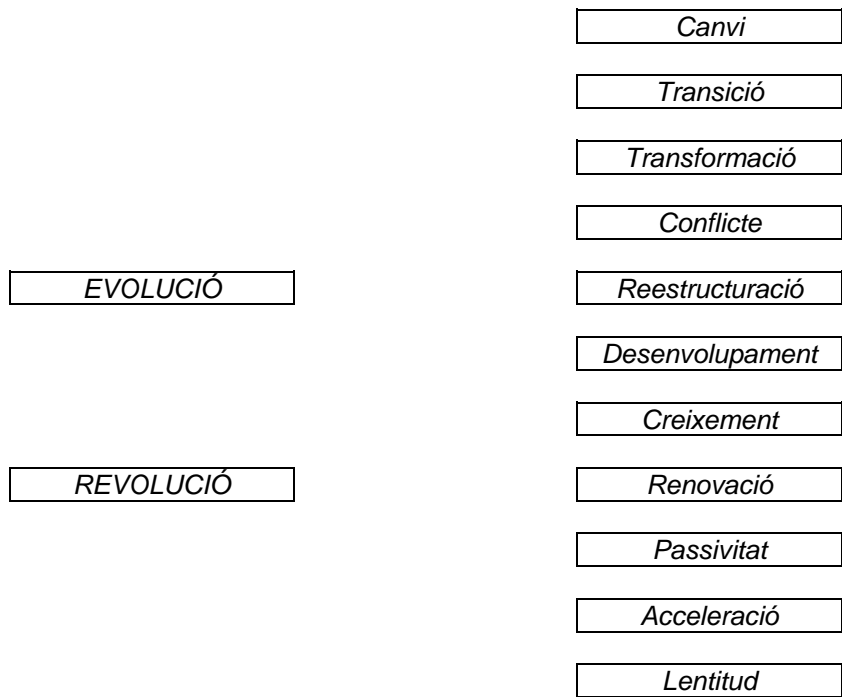 Canvi
Transició
Transformació
Conflicte
EVOLUCIÓ
Reestructuració
Desenvolupament
Creixement
REVOLUCIÓ
Renovació
Passivitat
Acceleració
Lentitud